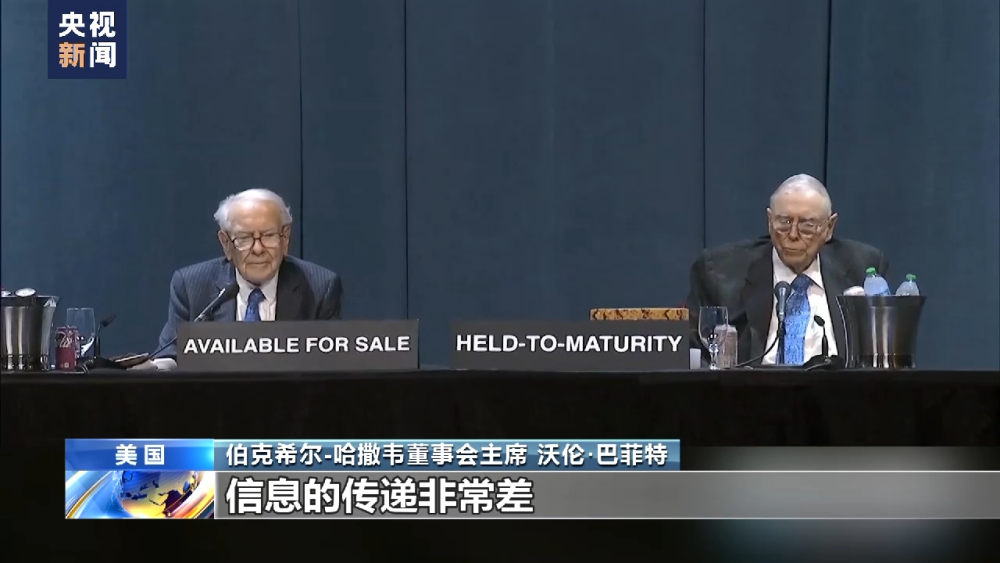 央视
新闻
AVAILABLE FOR SALE
HELD-TO-MATURITY
美国
伯克希尔-哈撒韦董事会主席 沃伦·巴菲特
信息的传递非常差